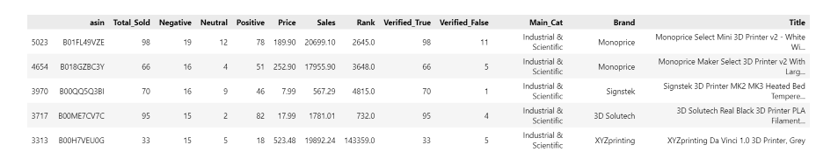 asin Total_Sold Negative Neutral Positive Price Sales Rank Verified_True Verified_False Main_Cat Brand Title
5023 B01FL49VZE 98 19 12 78 189.90 20699.10 2645.0 98 11 Industrial & Scientific Monoprice Monoprice Select Mini 3D Printer v2 - White Wi...
4654 B018GZBC3Y 66 16 4 51 252.90 17955.90 3648.0 66 5 Industrial & Scientific Monoprice Monoprice Maker Select 3D Printer v2 With Larg...
3970 B00QQ5Q3BI 70 16 9 46 7.99 567.29 4815.0 70 1 Industrial & Scientific Signstek Signstek 3D Printer MK2 MK3 Heated Bed Tempere...
3717 B00ME7CV7C 95 15 2 82 17.99 1781.01 732.0 95 4 Industrial & Scientific 3D Solutech 3D Solutech Real Black 3D Printer PLA Filament...
3313 B00H7VEU0G 33 15 5 18 523.48 19892.24 143359.0 33 5 Industrial & Scientific XYZprinting XYZprinting Da Vinci 1.0 3D Printer, Grey